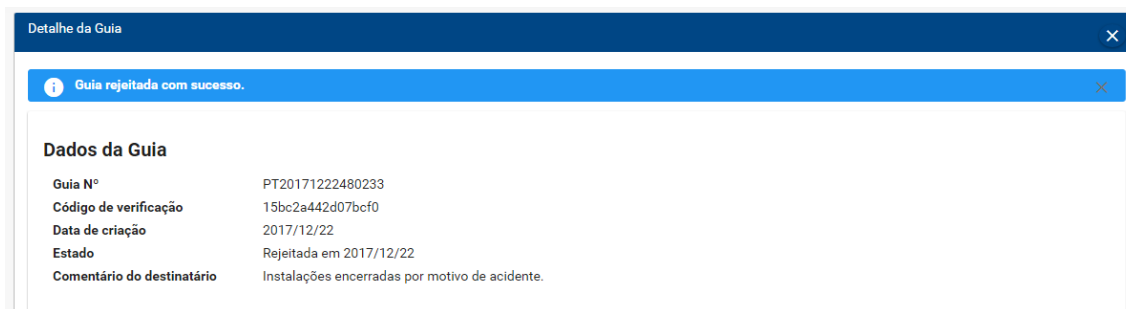 Detalhe da Guia
Guia rejeitada com sucesso.
Dados da Guia
Guia Nº PT20171222480233
Código de verificação 15bc2a442d07bcf0
Data de criação 2017/12/22
Estado Rejeitada em 2017/12/22
Comentário do destinatário Instalações encerradas por motivo de acidente.